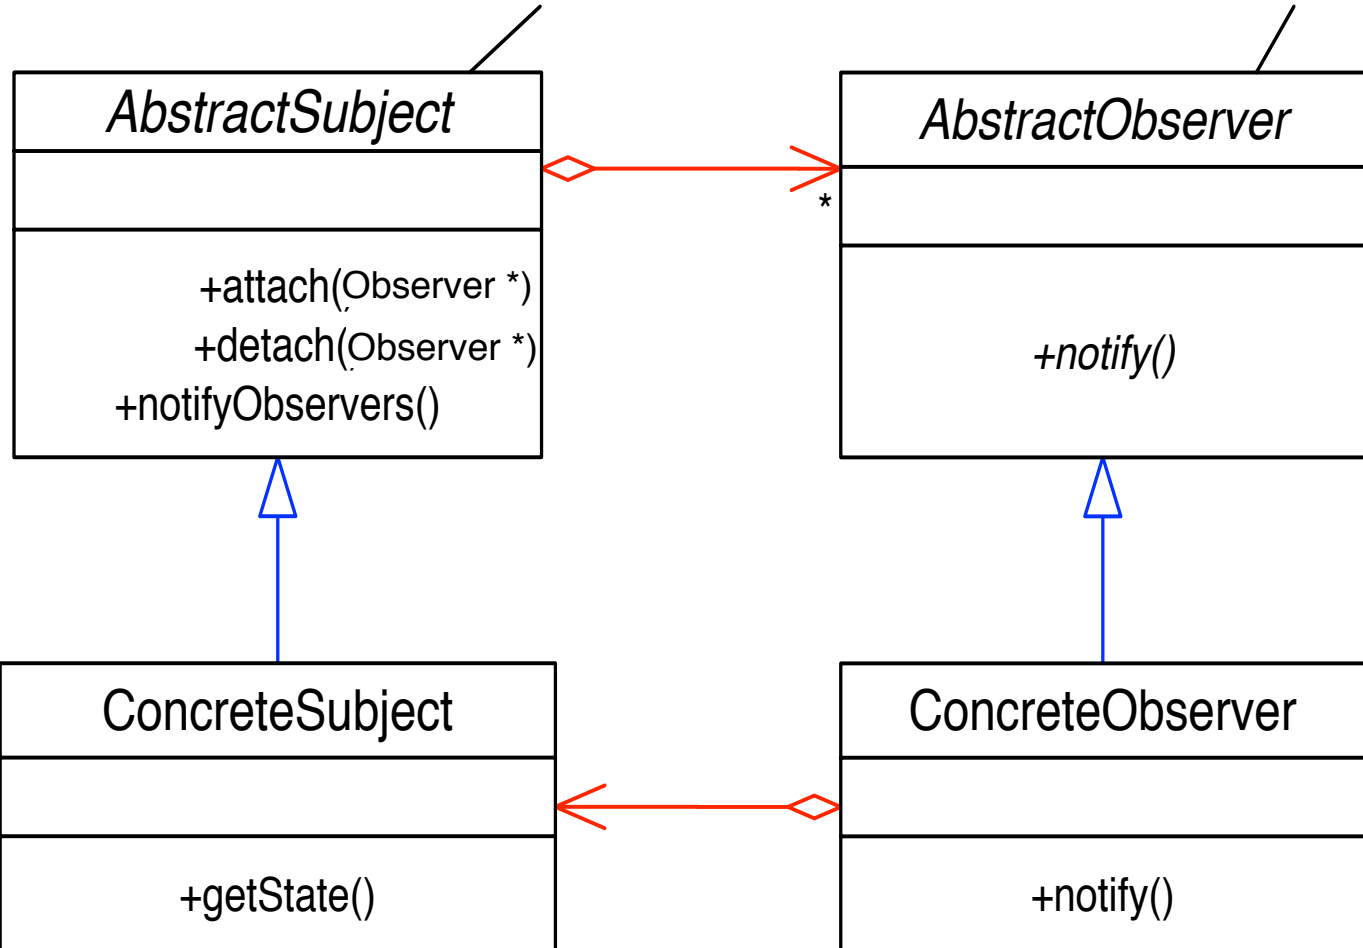 AbstractSubject
+attach(Observer *)
+detach(Observer *)
+notifyObservers()
*
AbstractObserver
+notify()
ConcreteSubject
+getState()
ConcreteObserver
+notify()